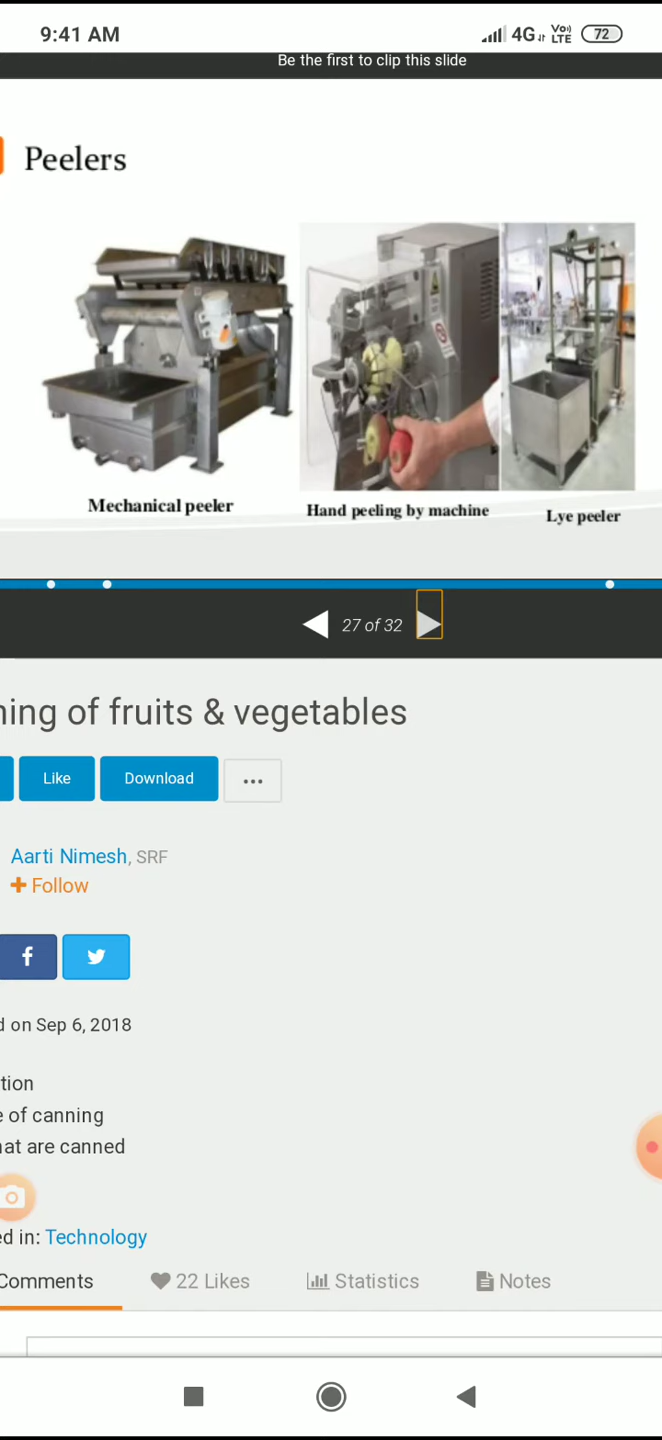 9:41 AM 4G Vo)) LTE 72
Be the first to clip this slide
Peelers
Mechanical peeler
Hand peeling by machine
Lye peeler
27 of 32
ning of fruits & vegetables
Like Download ...
Aarti Nimesh, SRF
+ Follow
d on Sep 6, 2018
tion
e of canning
hat are canned
ed in: Technology
Comments 22 Likes Statistics Notes